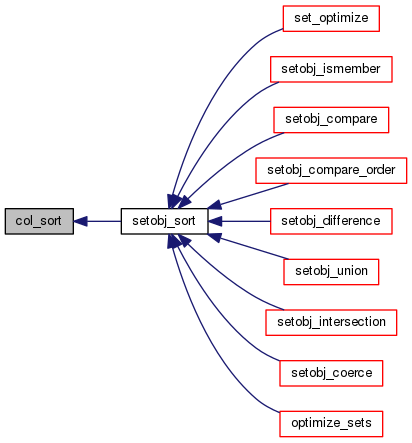 set_optimize
setobj_ismember
setobj_compare
setobj_compare_order
col_sort
setobj_sort
setobj_difference
setobj_union
setobj_intersection
setobj_coerce
optimize_sets